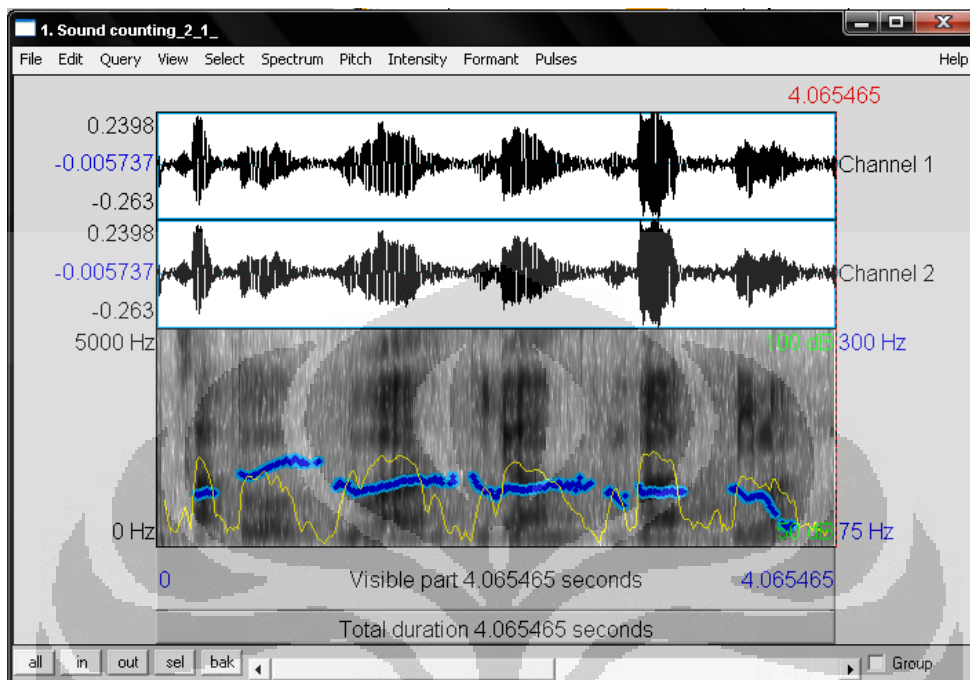 1. Sound counting_2_1_
File Edit Query View Select Spectrum Pitch Intensity Formant Pulses Help
4.065465
0.2398
-0.005737 Channel 1
-0.263
0.2398
-0.005737 Channel 2
-0.263
5000 Hz 100 dB 300 Hz
0 Hz 50 dB 75 Hz
0 Visible part 4.065465 seconds 4.065465
Total duration 4.065465 seconds
all in out sel bak Group